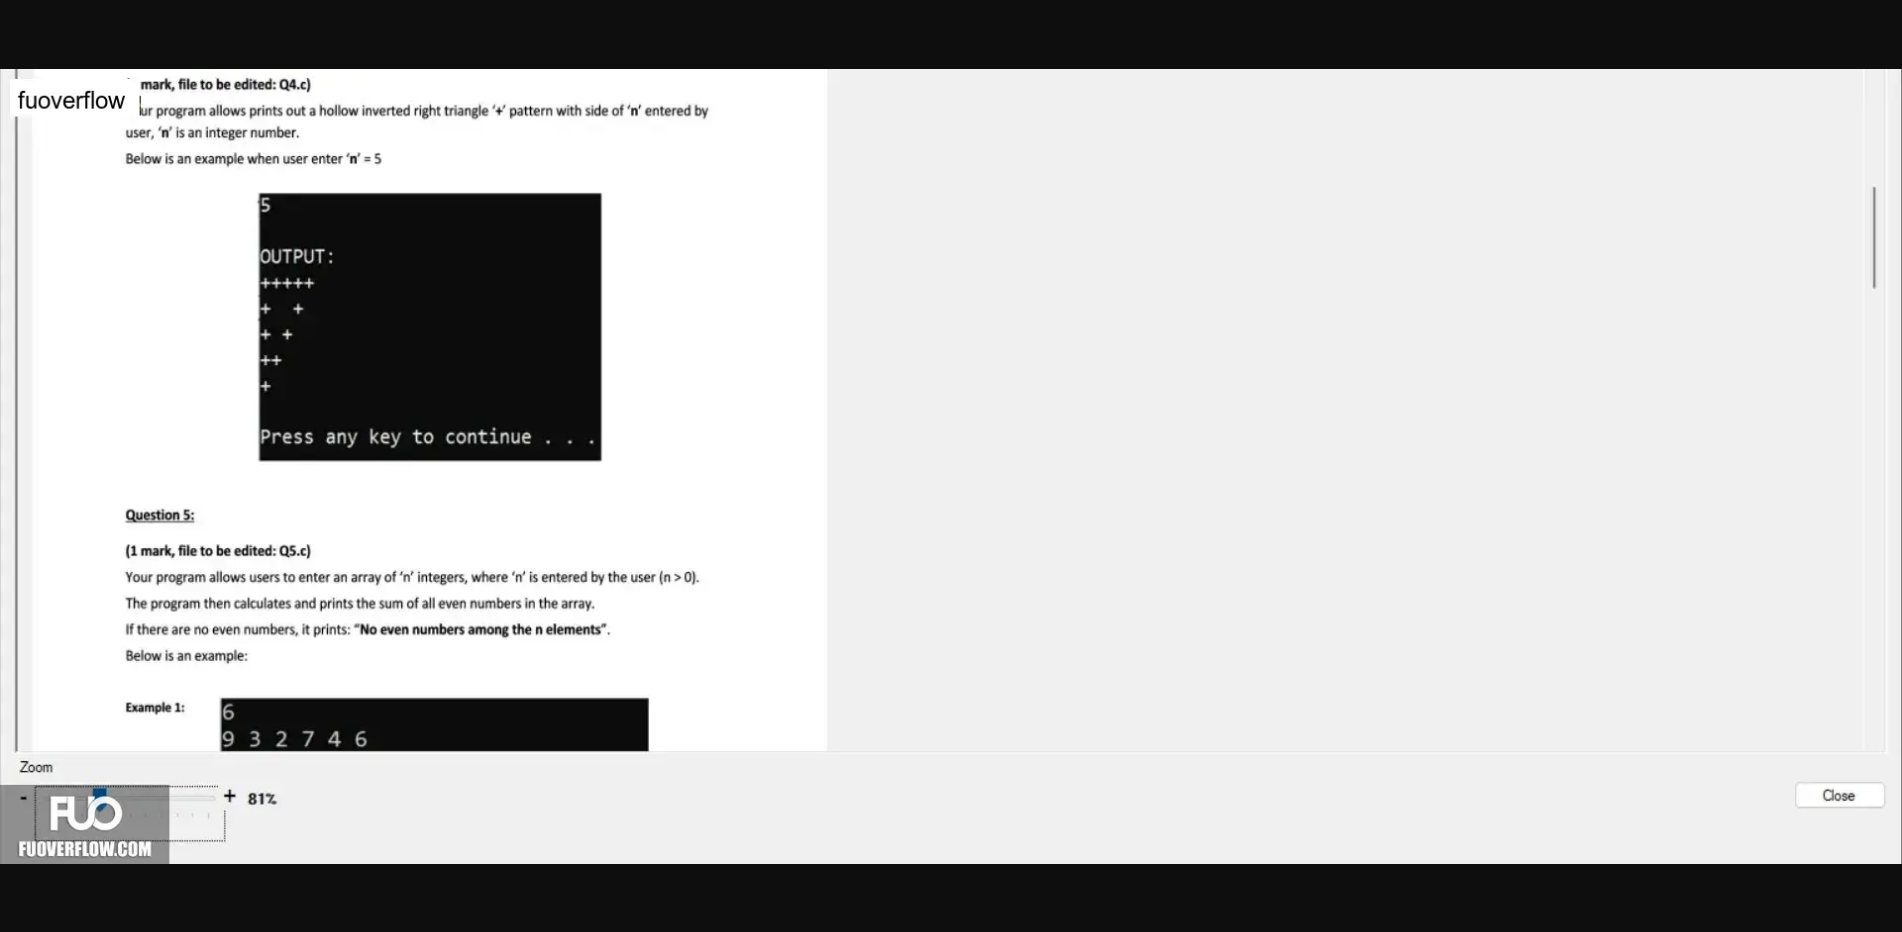 mark, file to be edited: Q4.c)
fuoverflow
ur program allows prints out a hollow inverted right triangle ‘+’ pattern with side of ‘n’ entered by
user, ‘n’ is an integer number.
Below is an example when user enter ‘n’ = 5
5
OUTPUT:
+++++
+  +
+ +
++
+
Press any key to continue . . .
Question 5:
(1 mark, file to be edited: Q5.c)
Your program allows users to enter an array of ‘n’ integers, where ‘n’ is entered by the user (n > 0).
The program then calculates and prints the sum of all even numbers in the array.
If there are no even numbers, it prints: “No even numbers among the n elements”.
Below is an example:
Example 1:
6
9 3 2 7 4 6
Zoom
- + 81%
Close
FUO
FUOVERFLOW.COM